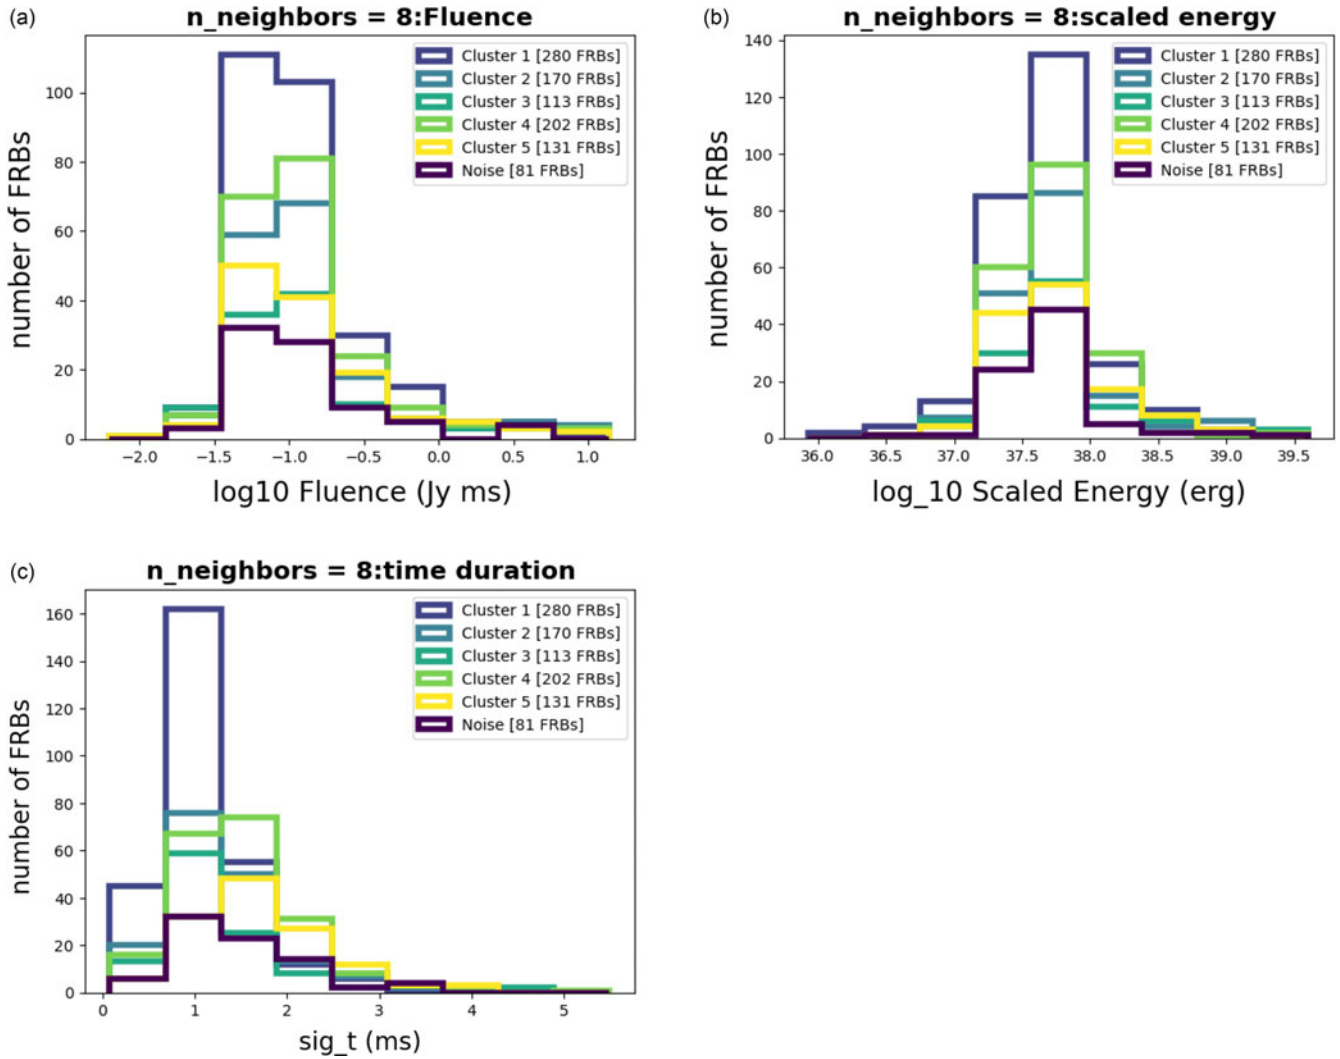 (a)
n_neighbors = 8:Fluence
Cluster 1 [280 FRBs]
Cluster 2 [170 FRBs]
Cluster 3 [113 FRBs]
Cluster 4 [202 FRBs]
Cluster 5 [131 FRBs]
Noise [81 FRBs]
number of FRBs
100
80
60
40
20
0
−2.0 −1.5 −1.0 −0.5 0.0 0.5 1.0
log10 Fluence (Jy ms)
(b)
n_neighbors = 8:scaled energy
Cluster 1 [280 FRBs]
Cluster 2 [170 FRBs]
Cluster 3 [113 FRBs]
Cluster 4 [202 FRBs]
Cluster 5 [131 FRBs]
Noise [81 FRBs]
number of FRBs
140
120
100
80
60
40
20
0
36.0 36.5 37.0 37.5 38.0 38.5 39.0 39.5
log_10 Scaled Energy (erg)
(c)
n_neighbors = 8:time duration
Cluster 1 [280 FRBs]
Cluster 2 [170 FRBs]
Cluster 3 [113 FRBs]
Cluster 4 [202 FRBs]
Cluster 5 [131 FRBs]
Noise [81 FRBs]
number of FRBs
160
140
120
100
80
60
40
20
0
0 1 2 3 4 5
sig_t (ms)